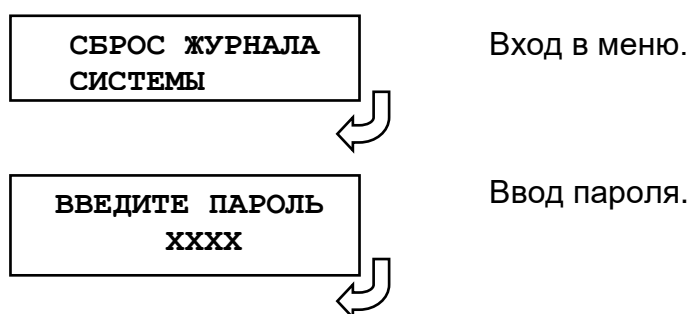 СБРОС ЖУРНАЛА
СИСТЕМЫ
Вход в меню.
ВВЕДИТЕ ПАРОЛЬ
XXXX
Ввод пароля.